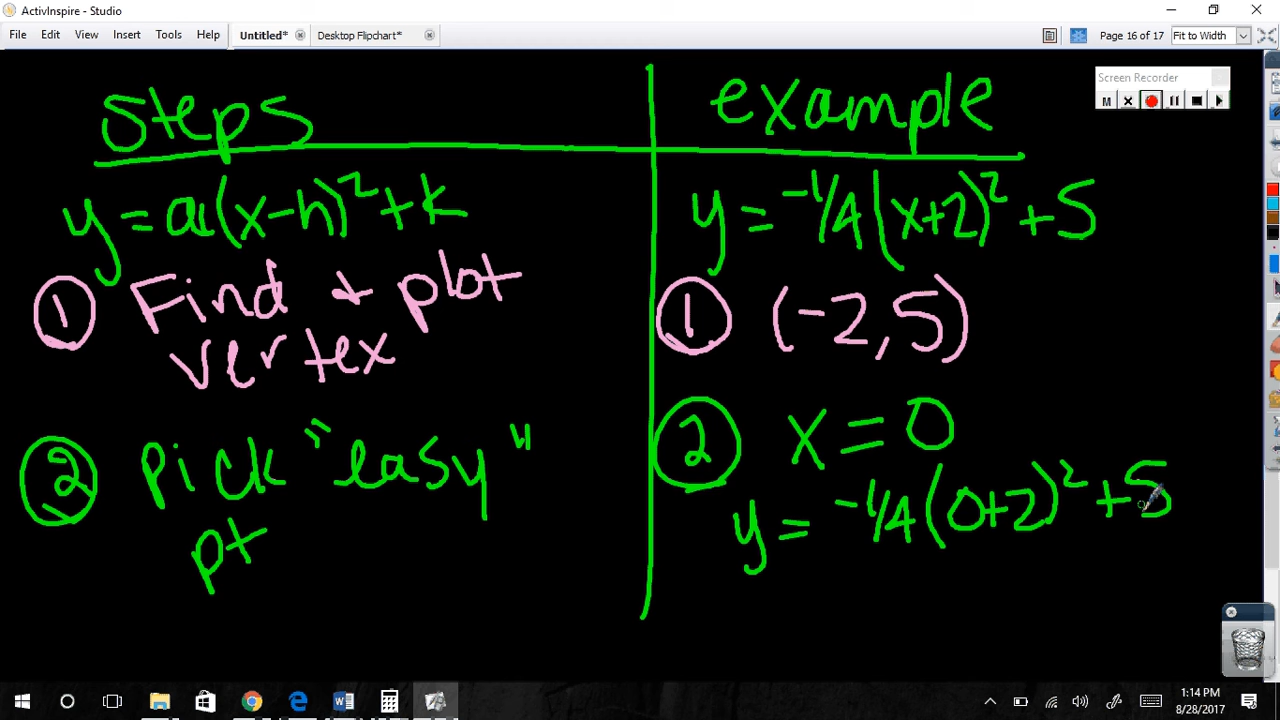 ActivInspire - Studio
File Edit View Insert Tools Help Untitled* Desktop Flipchart* Page 16 of 17 Fit to Width
Screen Recorder
M
steps
example
y = a(x-h)² + k
y = -1/4(x+2)² + 5
① Find + plot
vertex
① (-2, 5)
② Pick "easy"
pt
② x = 0
y = -1/4(0+2)² + 5
1:14 PM
8/28/2017